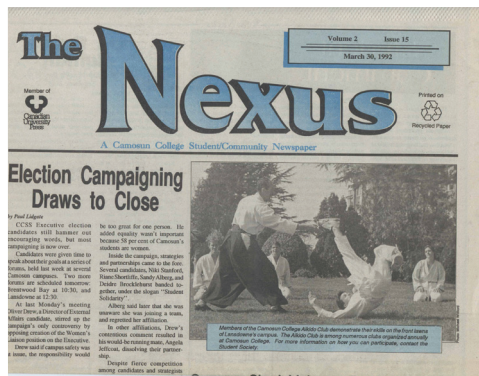 The
Nexus
Volume 2 Issue 15
March 30, 1992
Member of
Canadian
University
Press
Printed on
Recycled Paper
A Camosun College Student/Community Newspaper
Election Campaigning
Draws to Close
by Paul Lidgate
CCSS Executive election
candidates still hammer out
encouraging words, but most
campaigning is now over.
Candidates were given time to
speak about their goals at a series of
forums, held last week at several
Camosun campuses. Two more
forums are scheduled tomorrow:
Brentwood Bay at 10:30, and
Lansdowne at 12:30.
At last Monday's meeting
Oliver Drew, a Director of External
Affairs candidate, stirred up the
campaign's only controversy by
opposing creation of the Women's
Liaison position on the Executive.
Drew said if campus safety was
a issue, the responsibility would
be too great for one person. He
added equality wasn't important
because 58 per cent of Camosun's
students are women.
Inside the campaign, strategies
and partnerships came to the fore.
Several candidates, Niki Stanford,
Russ Shortliffe, Sandy Alberg, and
Deidre Brocklehurst banded to-
gether, under the slogan "Student
Solidarity".
Alberg said later that she was
unaware she was joining a team,
and regretted her affiliation.
In other affiliations, Drew's
contentious comment resulted in
his would be running mate, Angela
Jeffcoat, dissolving their partner-
ship.
Despite fierce competition
among candidates and strategies
Members of the Camosun College Aikido Club demonstrate their skills on the front lawns
of Lansdowne's campus. The Aikido Club is among numerous clubs organized annually
at Camosun College. For more information on how you can participate, contact the
Student Society.